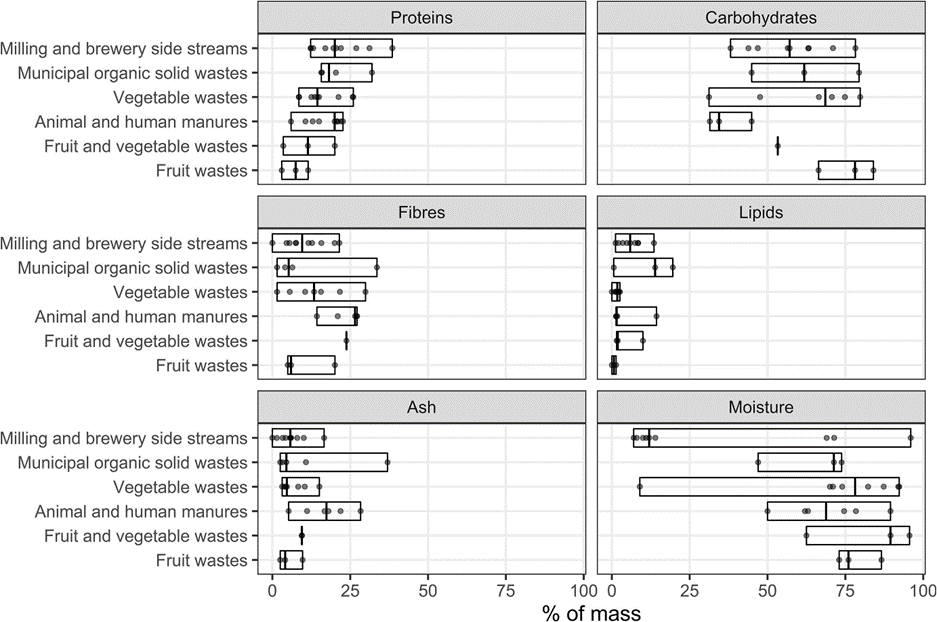 Proteins Carbohydrates
Milling and brewery side streams
Municipal organic solid wastes
Vegetable wastes
Animal and human manures
Fruit and vegetable wastes
Fruit wastes
Fibres Lipids
Milling and brewery side streams
Municipal organic solid wastes
Vegetable wastes
Animal and human manures
Fruit and vegetable wastes
Fruit wastes
Ash Moisture
Milling and brewery side streams
Municipal organic solid wastes
Vegetable wastes
Animal and human manures
Fruit and vegetable wastes
Fruit wastes
0 25 50 75 100 0 25 50 75 100
% of mass